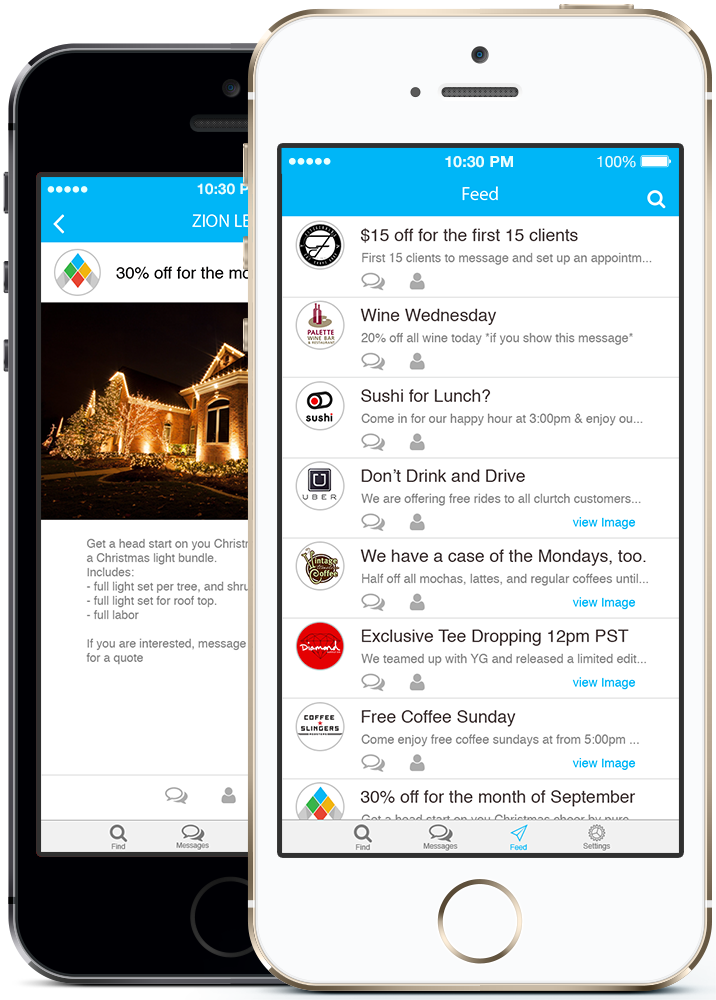 10:30 P
ZION LE
30% off for the mo
Get a head start on you Christm
a Christmas light bundle.
Includes:
- full light set per tree, and shru
- full light set for roof top.
- full labor
If you are interested, message
for a quote
Find
Messages
10:30 PM
100%
Feed
$15 off for the first 15 clients
First 15 clients to message and set up an appointm...
PALETTE
WINE BAR
& RESTAURANT
Wine Wednesday
20% off all wine today *if you show this message*
sushi
Sushi for Lunch?
Come in for our happy hour at 3:00pm & enjoy ou...
UBER
Don't Drink and Drive
We are offering free rides to all clurtch customers...
view Image
Vintage
Coffee
We have a case of the Mondays, too.
Half off all mochas, lattes, and regular coffees until...
view Image
Diamond
Exclusive Tee Dropping 12pm PST
We teamed up with YG and released a limited edit...
view Image
COFFEE
SLINGERS
Free Coffee Sunday
Come enjoy free coffee sundays at from 5:00pm ...
view Image
30% off for the month of September
Get a head start on you Christmas cheer by pure
Find
Messages
Feed
Settings